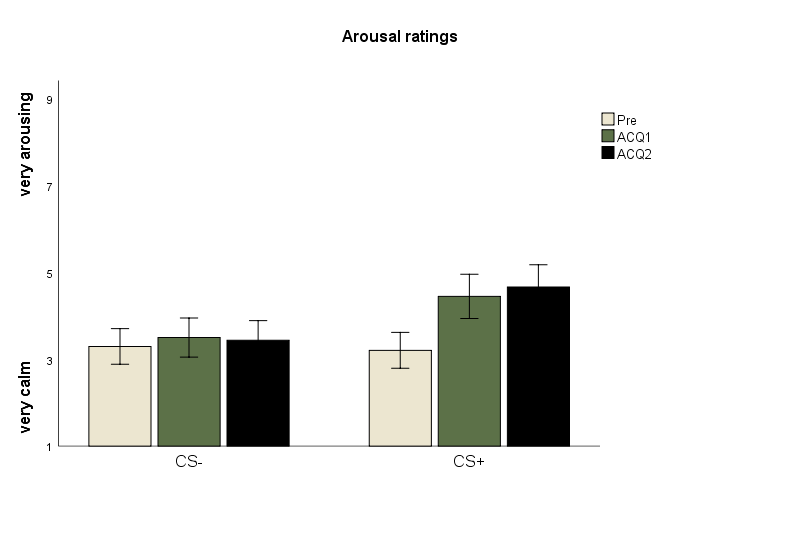 Arousal ratings
very arousing
very calm
9
7
5
3
1
CS-
CS+
Pre
ACQ1
ACQ2